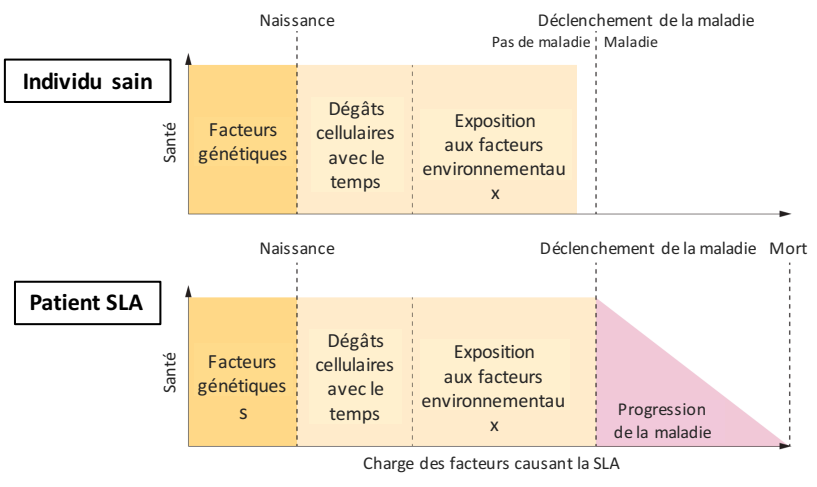 Naissance
Déclenchement de la maladie
Pas de maladie
Maladie
Individu sain
Santé
Facteurs
génétiques
Dégâts
cellulaires
avec le
temps
Exposition
aux facteurs
environnementau
x
Naissance
Déclenchement de la maladie
Mort
Patient SLA
Santé
Facteurs
génétiques
s
Dégâts
cellulaires
avec le
temps
Exposition
aux facteurs
environnementau
x
Progression
de la maladie
Charge des facteurs causant la SLA